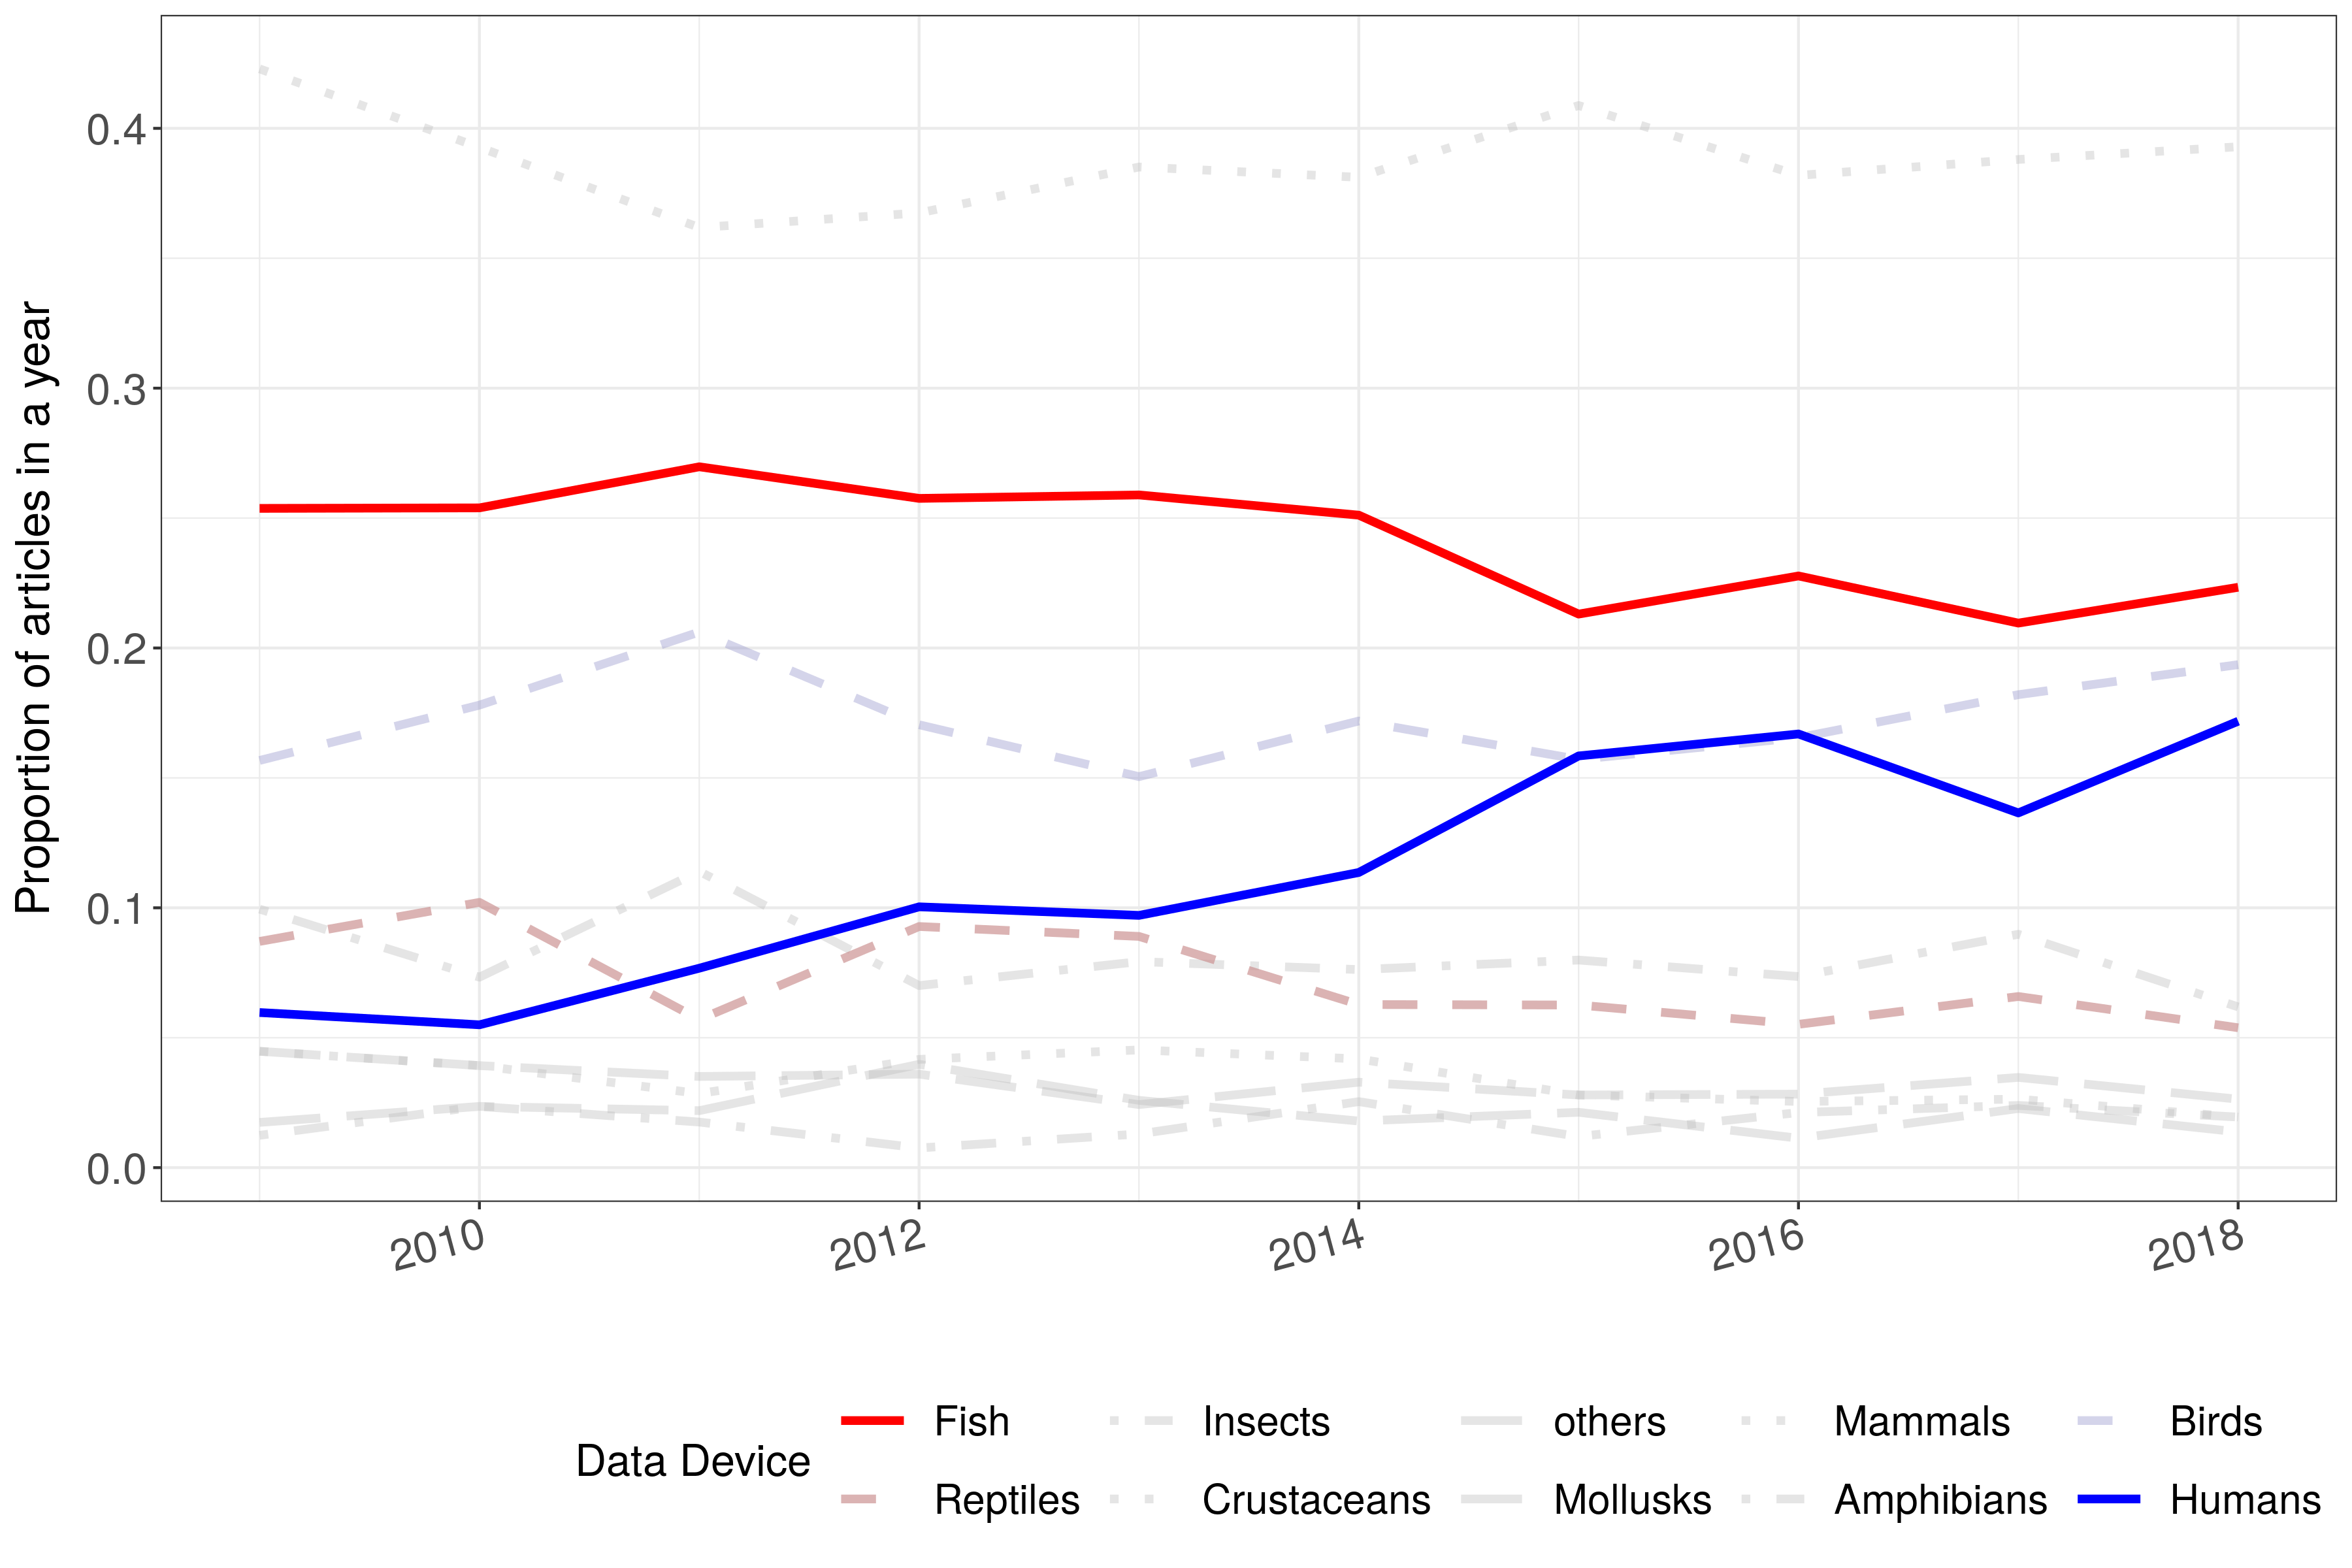 Proportion of articles in a year
0.4
0.3
0.2
0.1
0.0
2010 2012 2014 2016 2018
Data Device
Fish Insects others Mammals Birds
Reptiles Crustaceans Mollusks Amphibians Humans